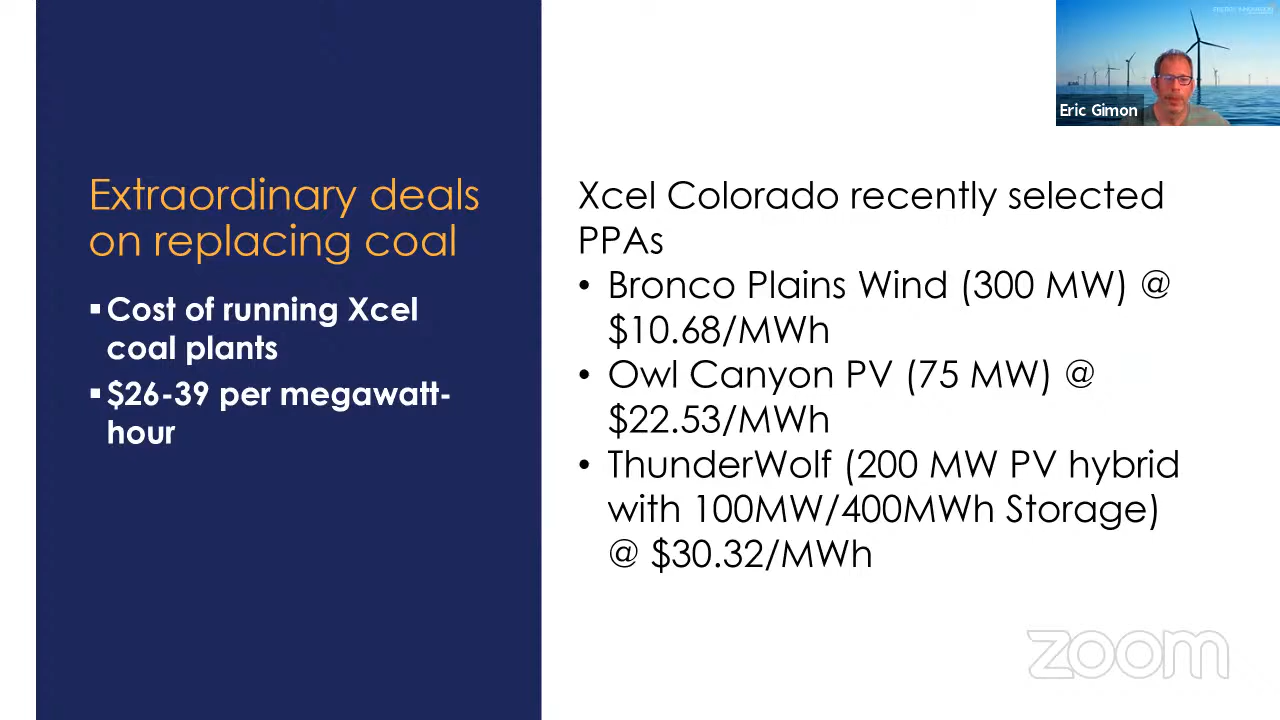 ENERGY INNOVATION
Eric Gimon
Extraordinary deals
on replacing coal
▪ Cost of running Xcel
coal plants
▪ $26-39 per megawatt-
hour
Xcel Colorado recently selected
PPAs
• Bronco Plains Wind (300 MW) @
$10.68/MWh
• Owl Canyon PV (75 MW) @
$22.53/MWh
• ThunderWolf (200 MW PV hybrid
with 100MW/400MWh Storage)
@ $30.32/MWh
zoom